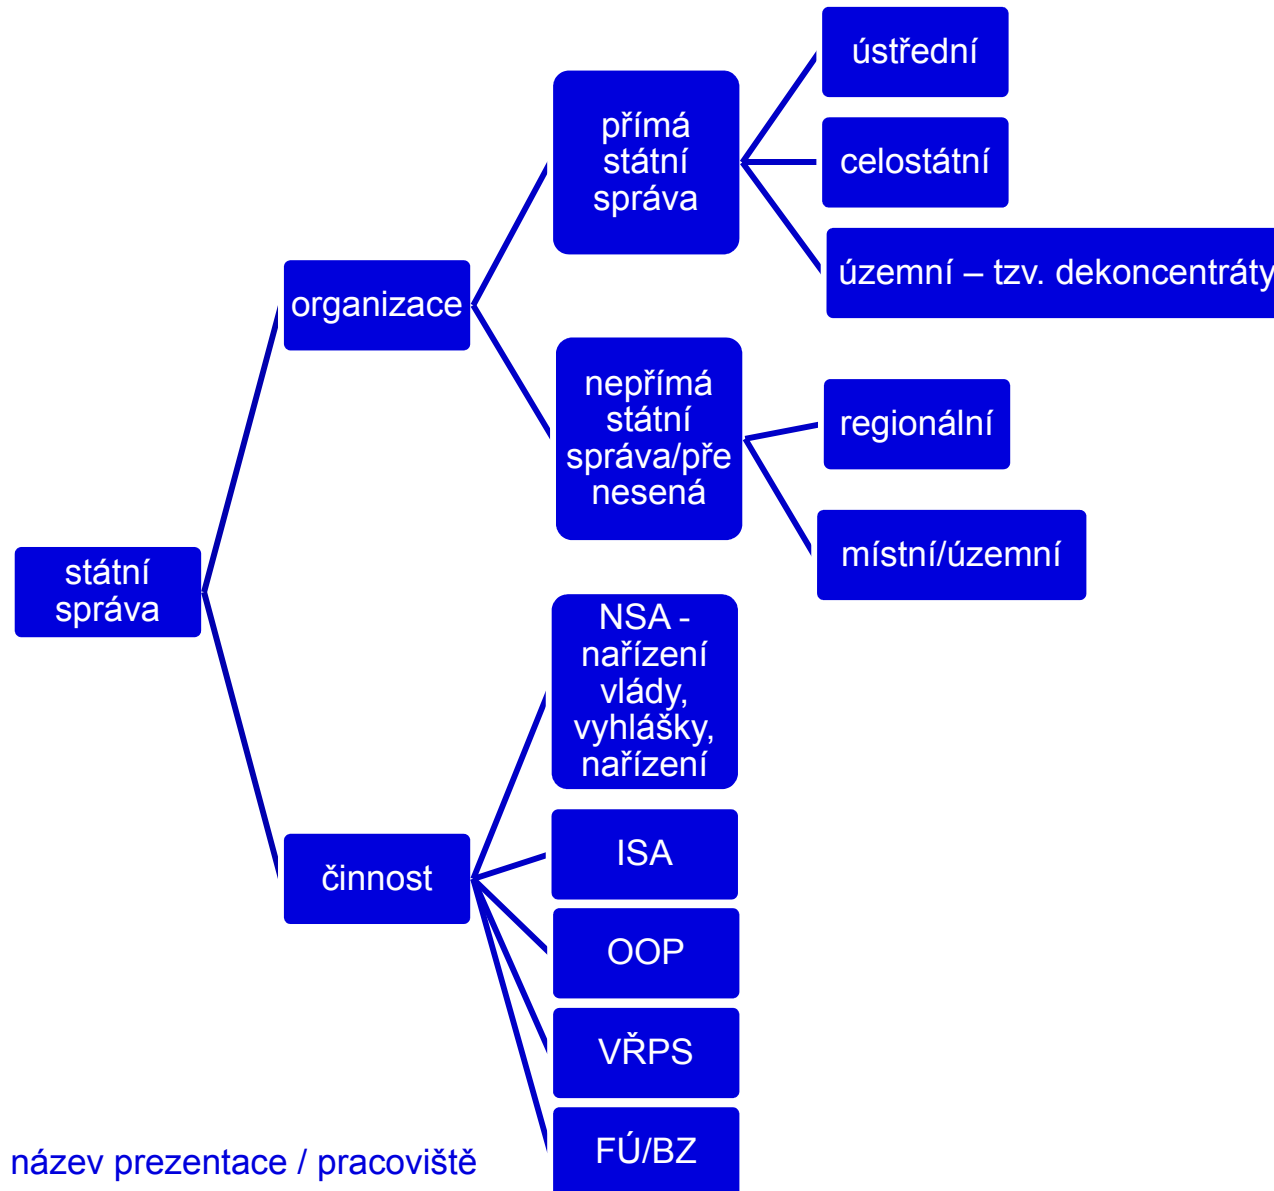 ústřední
přímá
státní
správa
celostátní
území – tzv. dekoncentráty
organizace
nepřímá
státní
správa/pře
nesená
regionální
místní/územní
státní
správa
NSA -
nařízení
vlády,
vyhlášky,
nařízení
činnost
ISA
OOP
VŘPS
FÚ/BZ
název prezentace / pracoviště